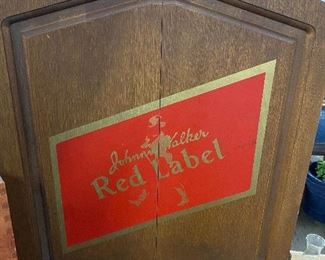 Johnnie Walker
Red Label